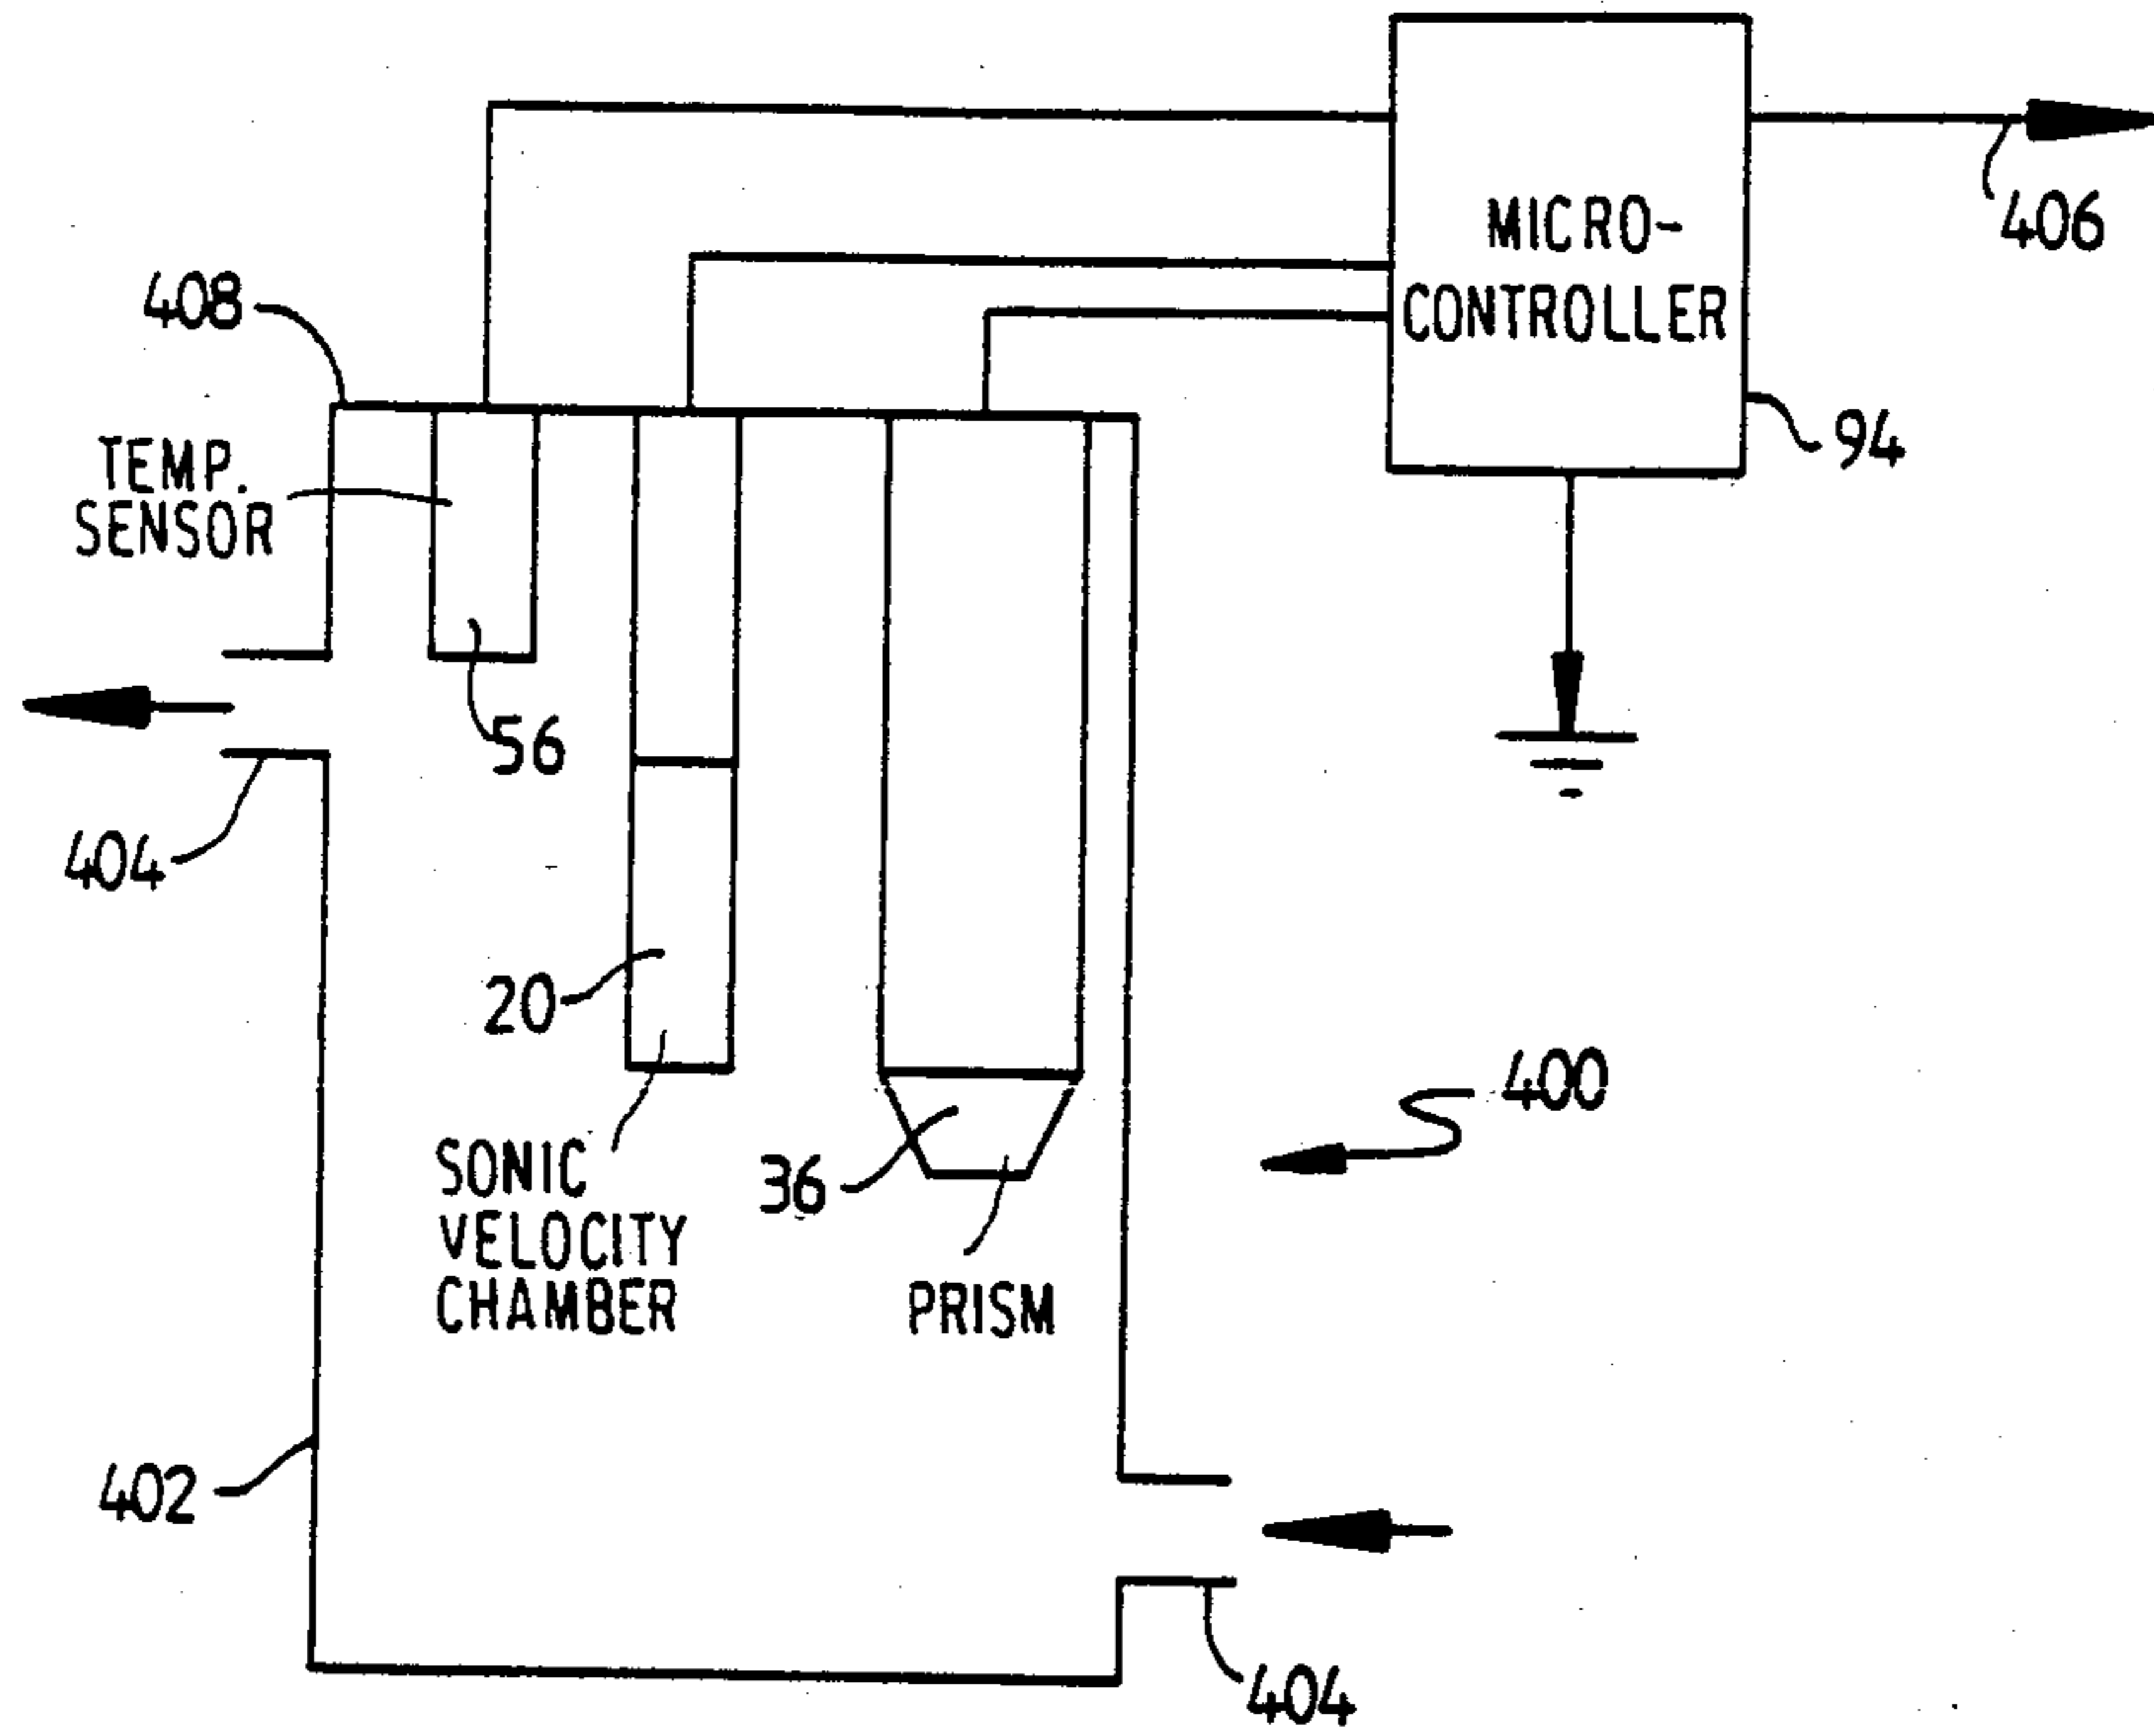 MICRO-
CONTROLLER
406
408
94
TEMP.
SENSOR
56
404
20
400
SONIC
VELOCITY
CHAMBER
36
PRISM
402
404